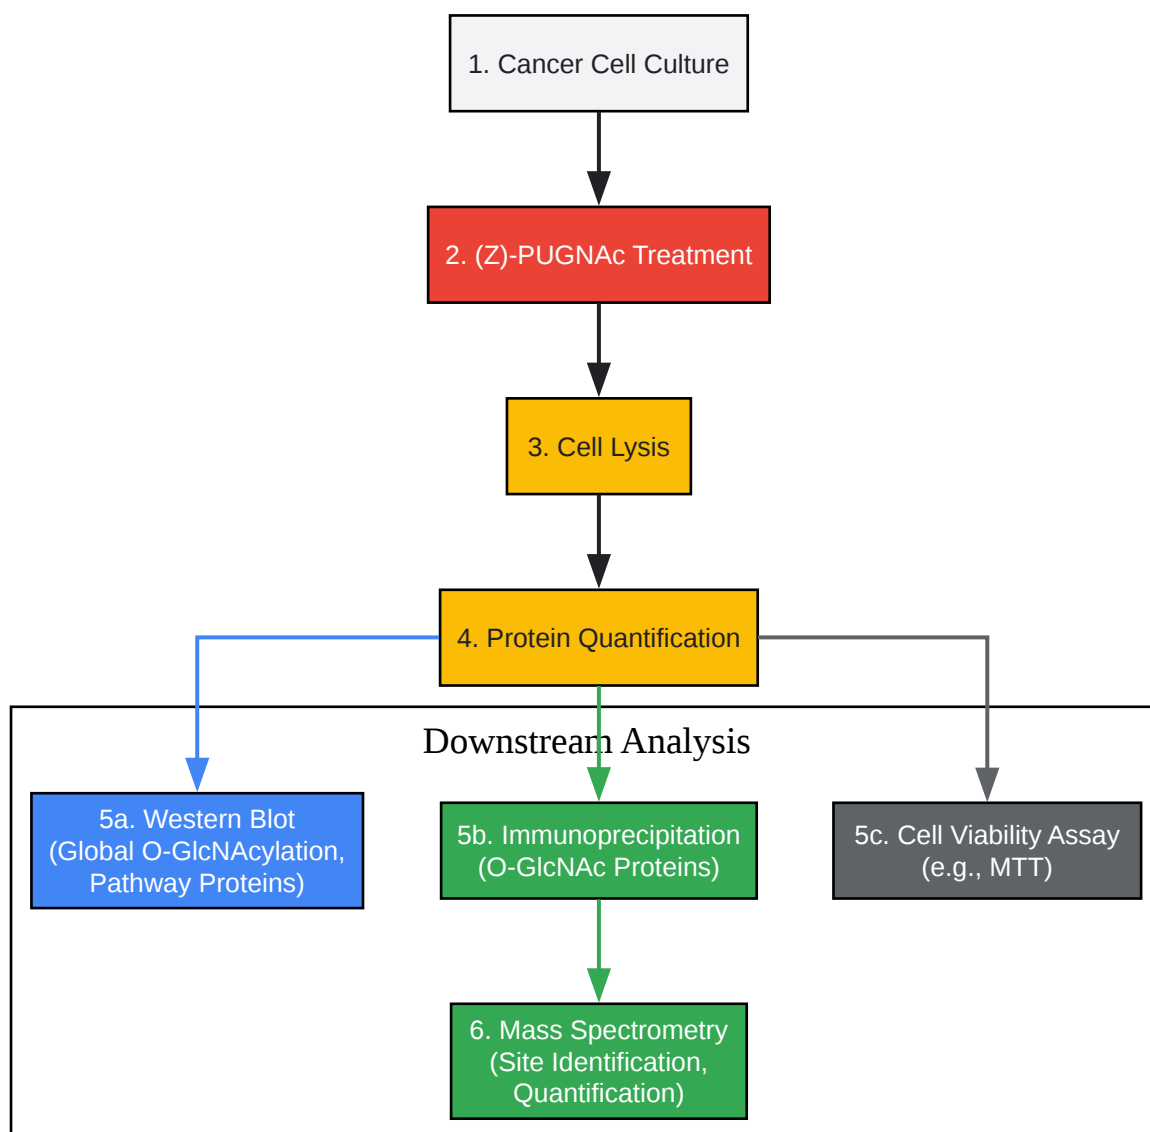 1. Cancer Cell Culture
2. (Z)-PUGNAc Treatment
3. Cell Lysis
4. Protein Quantification
Downstream Analysis
5a. Western Blot
(Global O-GlcNAcylation,
Pathway Proteins)
5b. Immunoprecipitation
(O-GlcNAc Proteins)
5c. Cell Viability Assay
(e.g., MTT)
6. Mass Spectrometry
(Site Identification,
Quantification)